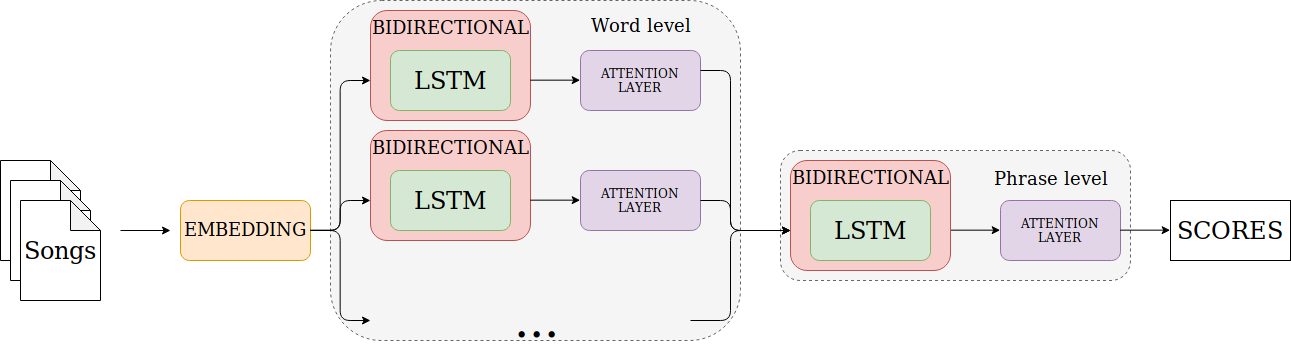 Songs
EMBEDDING
Word level
BIDIRECTIONAL
LSTM
ATTENTION
LAYER
BIDIRECTIONAL
LSTM
ATTENTION
LAYER
...
Phrase level
BIDIRECTIONAL
LSTM
ATTENTION
LAYER
SCORES